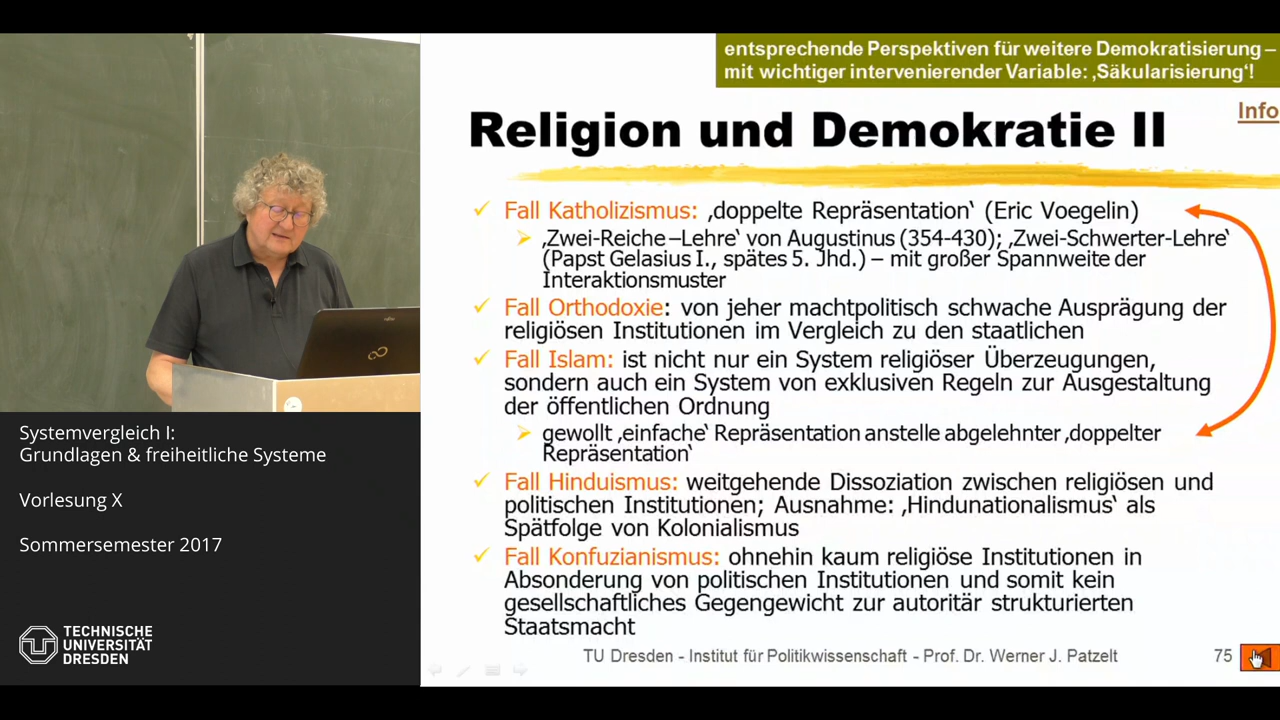 entsprechende Perspektiven für weitere Demokratisierung –
mit wichtiger intervenierender Variable: ‚Säkularisierung‘!
Info
Religion und Demokratie II
Fall Katholizismus: ‚doppelte Repräsentation‘ (Eric Voegelin)
‚Zwei-Reiche –Lehre‘ von Augustinus (354-430); ‚Zwei-Schwerter-Lehre‘
(Papst Gelasius I., spätes 5. Jhd.) – mit großer Spannweite der
Interaktionsmuster
Fall Orthodoxie: von jeher machtpolitisch schwache Ausprägung der
religiösen Institutionen im Vergleich zu den staatlichen
Fall Islam: ist nicht nur ein System religiöser Überzeugungen,
sondern auch ein System von exklusiven Regeln zur Ausgestaltung
der öffentlichen Ordnung
gewollt ‚einfache‘ Repräsentation anstelle abgelehnter ‚doppelter
Repräsentation‘
Fall Hinduismus: weitgehende Dissoziation zwischen religiösen und
politischen Institutionen; Ausnahme: ‚Hindunationalismus‘ als
Spätfolge von Kolonialismus
Fall Konfuzianismus: ohnehin kaum religiöse Institutionen in
Absonderung von politischen Institutionen und somit kein
gesellschaftliches Gegengewicht zur autoritär strukturierten
Staatsmacht
TU Dresden - Institut für Politikwissenschaft - Prof. Dr. Werner J. Patzelt
75
Systemvergleich I:
Grundlagen & freiheitliche Systeme
Vorlesung X
Sommersemester 2017
TECHNISCHE
UNIVERSITÄT
DRESDEN